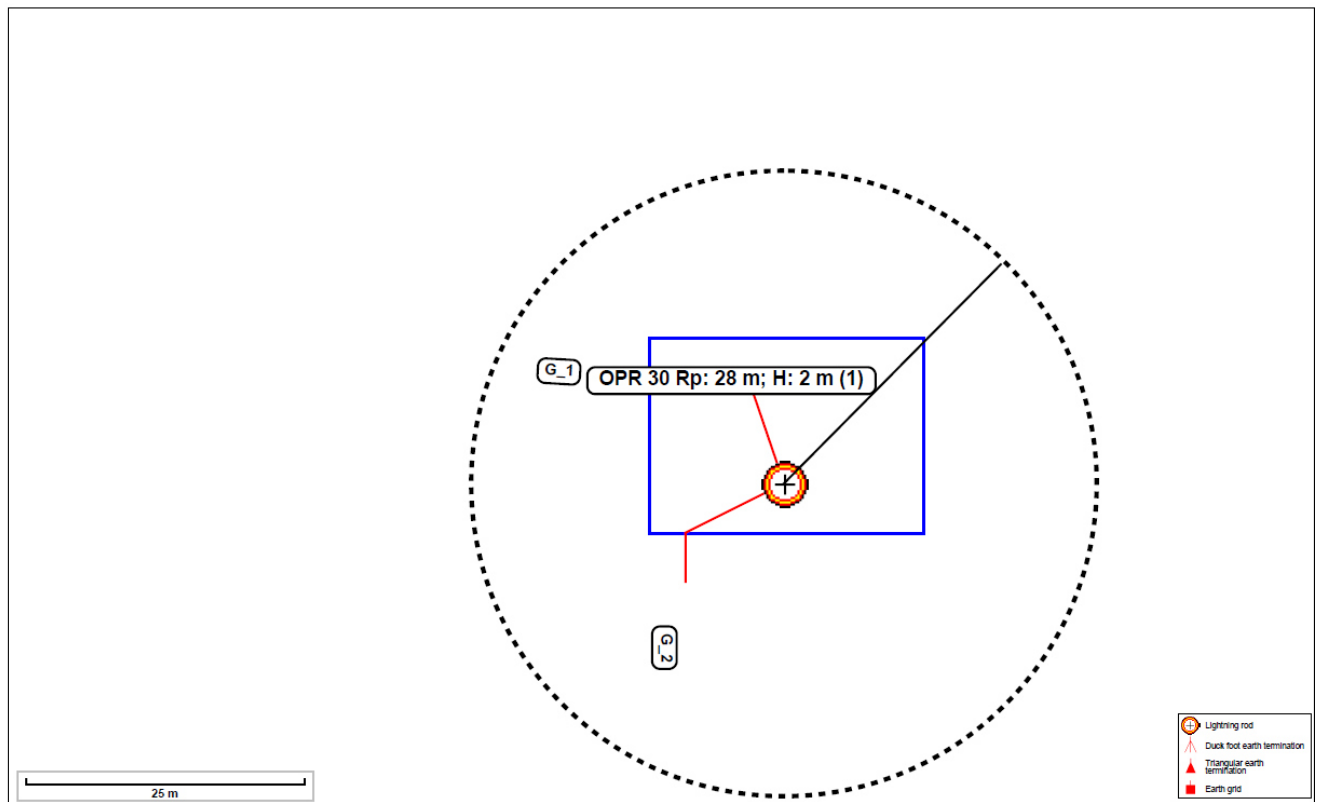 G_1
OPR 30 Rp: 28 m; H: 2 m (1)
G_2
25 m
Lightning rod
Duck foot earth termination
Triangular earth
termination
Earth grid